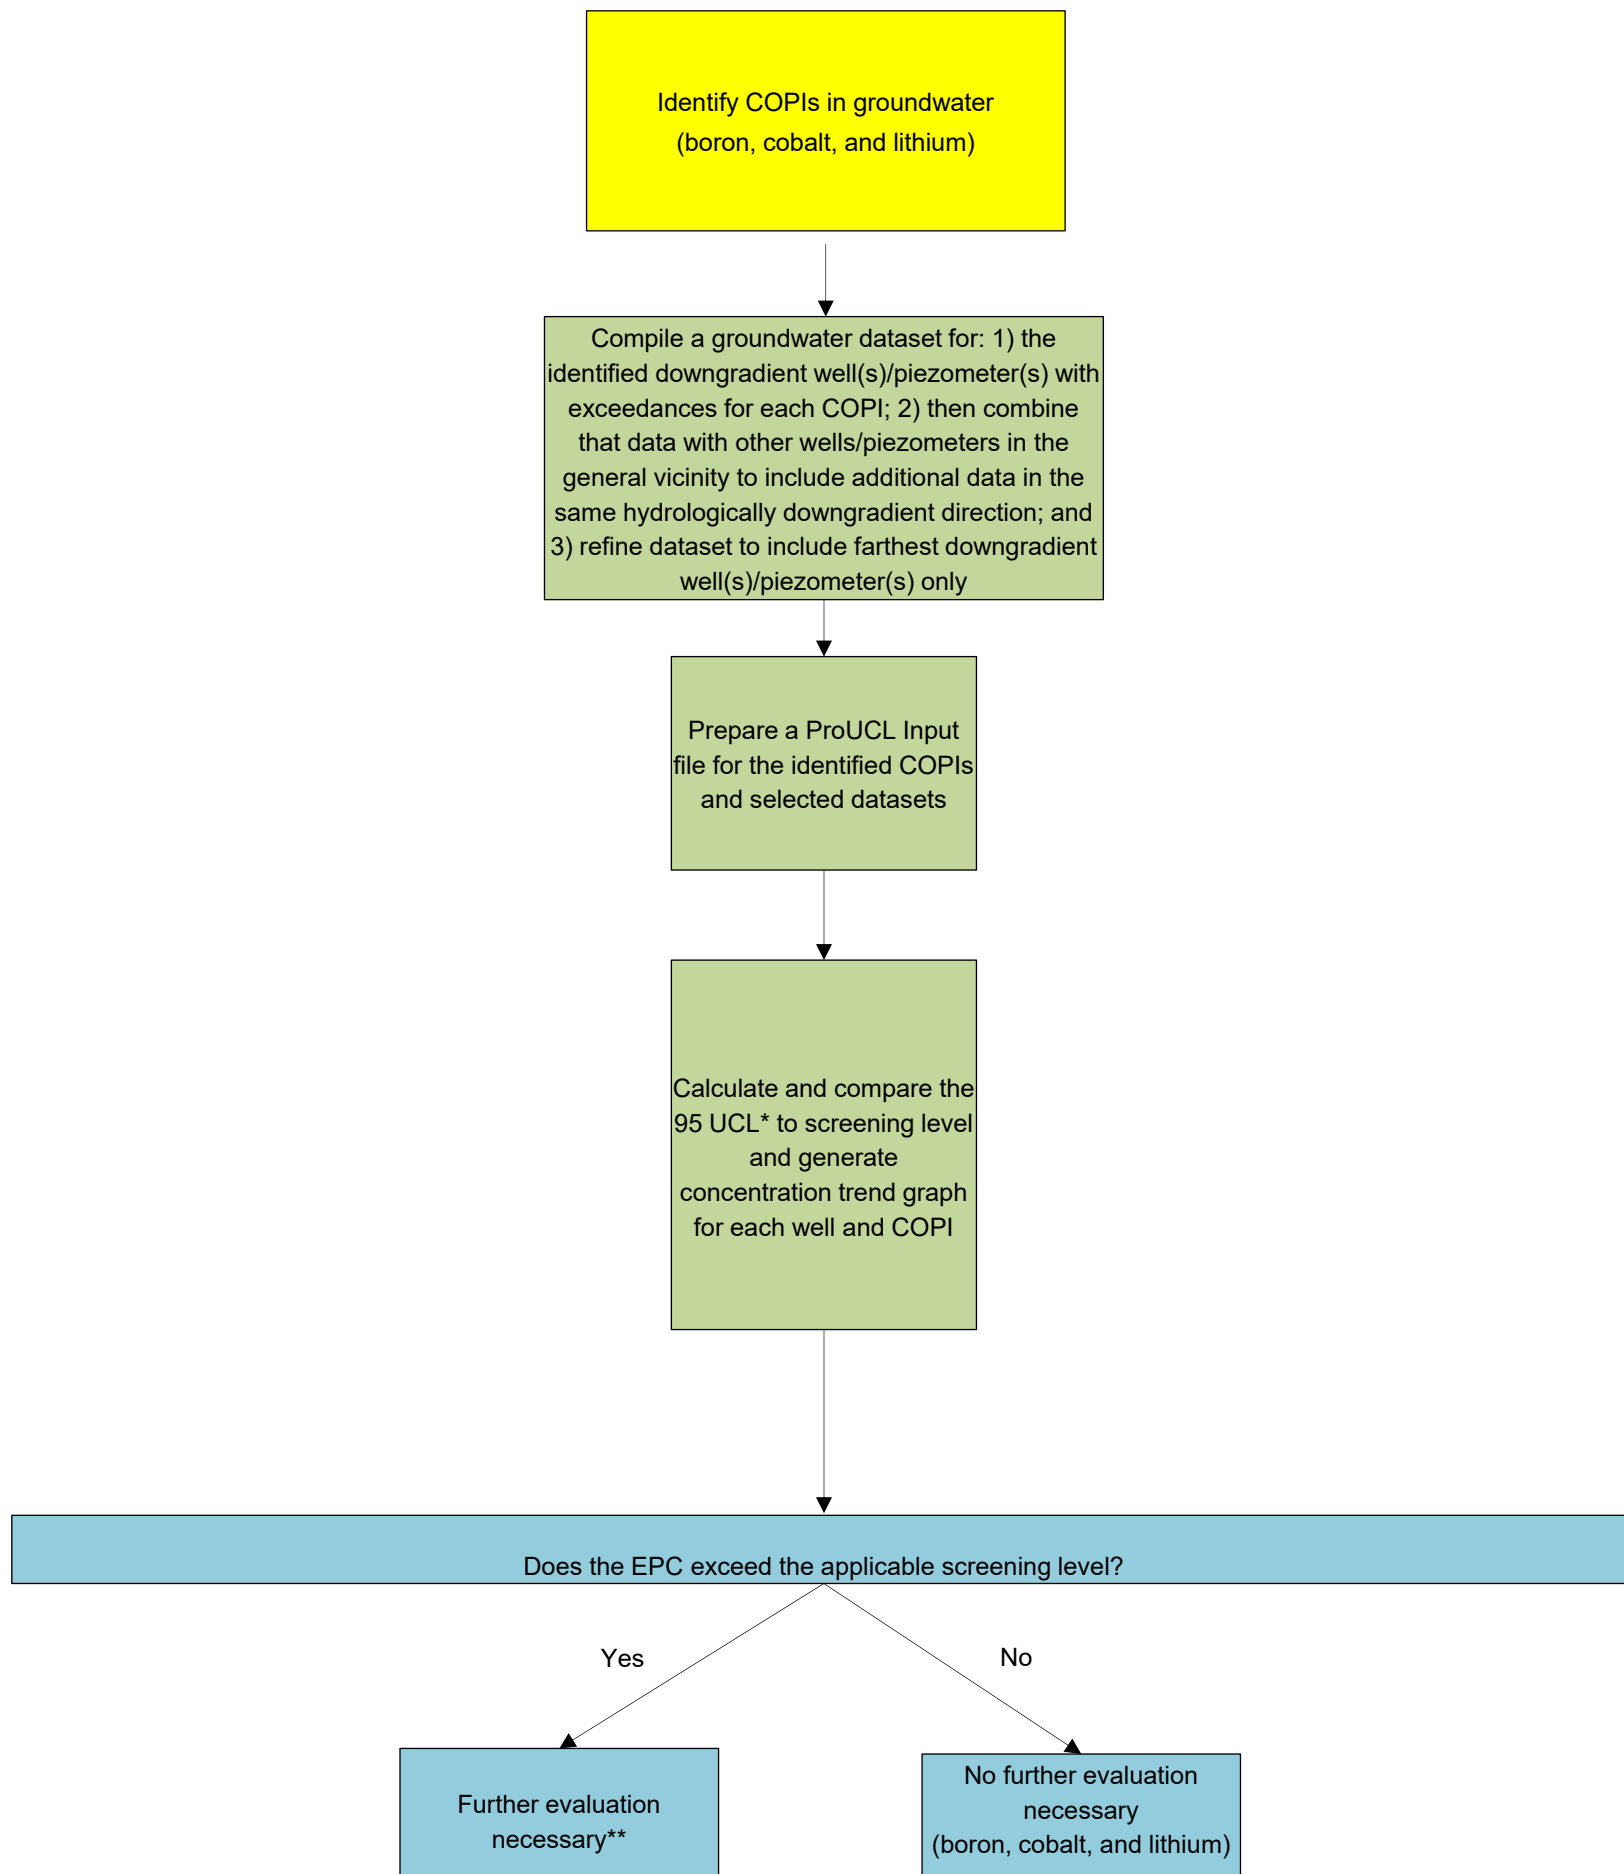 Identify COPIs in groundwater
(boron, cobalt, and lithium)
Compile a groundwater dataset for: 1) the
identified downgradient well(s)/piezometer(s) with
exceedances for each COPI; 2) then combine
that data with other wells/piezometers in the
general vicinity to include additional data in the
same hydrologically downgradient direction; and
3) refine dataset to include farthest downgradient
well(s)/piezometer(s) only
Prepare a ProUCL Input
file for the identified COPIs
and selected datasets
Calculate and compare the
95 UCL* to screening level
and generate
concentration trend graph
for each well and COPI
Does the EPC exceed the applicable screening level?
Yes
No
Further evaluation
necessary**
No further evaluation
necessary
(boron, cobalt, and lithium)